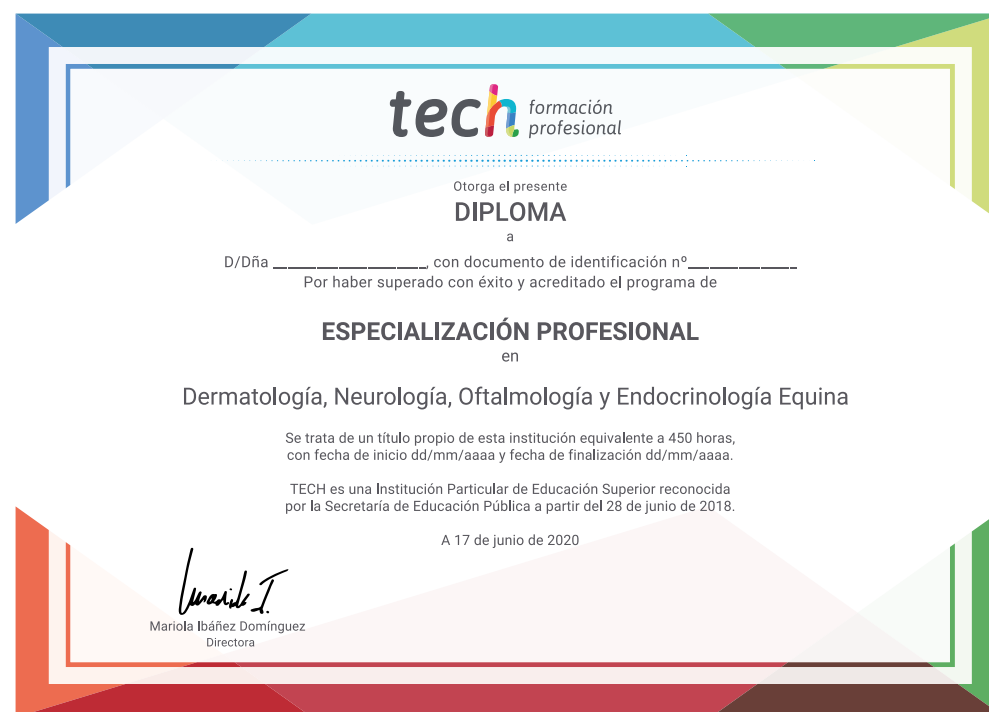 tech formación
profesional
Otorga el presente
DIPLOMA
a
D/Dña ____________________, con documento de identificación nº______________
Por haber superado con éxito y acreditado el programa de
ESPECIALIZACIÓN PROFESIONAL
en
Dermatología, Neurología, Oftalmología y Endocrinología Equina
Se trata de un título propio de esta institución equivalente a 450 horas,
con fecha de inicio dd/mm/aaaa y fecha de finalización dd/mm/aaaa.
TECH es una Institución Particular de Educación Superior reconocida
por la Secretaría de Educación Pública a partir del 28 de junio de 2018.
A 17 de junio de 2020
Mariola Ibáñez Domínguez
Directora